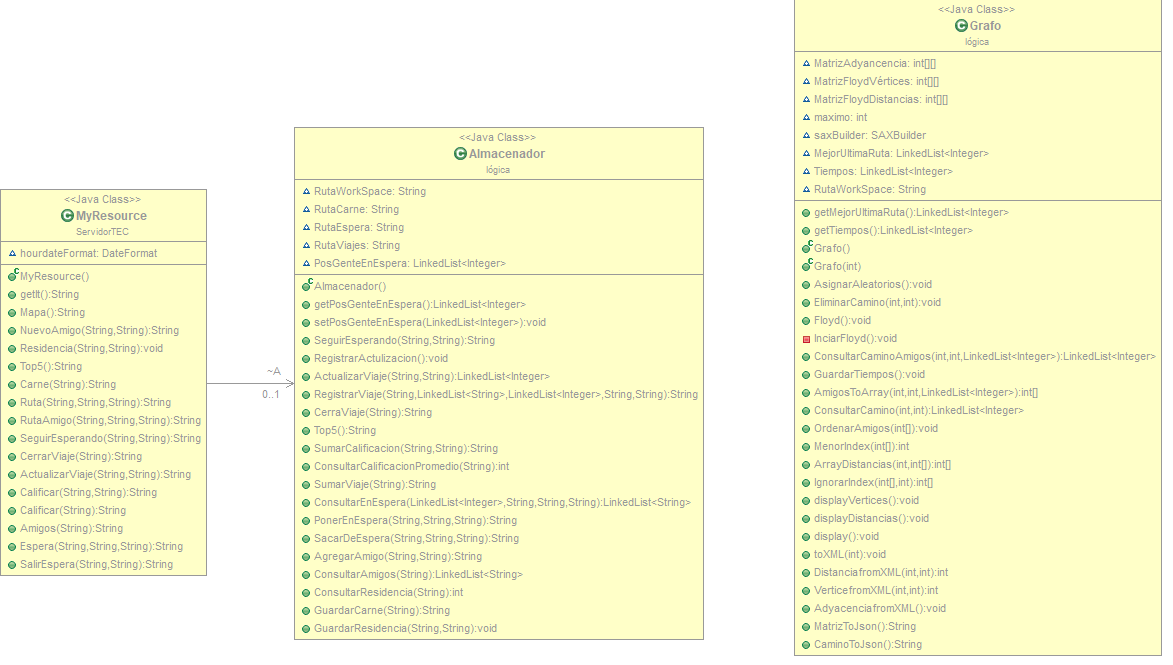 <<Java Class>>
MyResource
ServidorTEC
hourdateFormat: DateFormat
MyResource()
getIt():String
Mapa():String
NuevoAmigo(String,String):String
Residencia(String,String):void
Top5():String
Carne(String):String
Ruta(String,String,String):String
RutaAmigo(String,String,String):String
SeguirEsperando(String,String):String
CerrarViaje(String):String
ActualizarViaje(String,String):String
Calificar(String,String):String
Calificar(String):String
Amigos(String):String
Espera(String,String,String):String
SalirEspera(String,String):String
~A
0..1
<<Java Class>>
Almacenador
lógica
RutaWorkSpace: String
RutaCarne: String
RutaEspera: String
RutaViajes: String
PosGenteEnEspera: LinkedList<Integer>
Almacenador()
getPosGenteEnEspera():LinkedList<Integer>
setPosGenteEnEspera(LinkedList<Integer>):void
SeguirEsperando(String,String):String
RegistrarActulizacion():void
ActualizarViaje(String,String):LinkedList<Integer>
RegistrarViaje(String,LinkedList<String>,LinkedList<Integer>,String,String):String
CerraViaje(String):String
Top5():String
SumarCalificacion(String,String):String
ConsultarCalificacionPromedio(String):int
SumarViaje(String):String
ConsultarEnEspera(LinkedList<Integer>,String,String,String):LinkedList<String>
PonerEnEspera(String,String,String):String
SacarDeEspera(String,String,String):String
AgregarAmigo(String,String):String
ConsultarAmigos(String):LinkedList<String>
ConsultarResidencia(String):int
GuardarCarne(String):String
GuardarResidencia(String,String):void
<<Java Class>>
Grafo
lógica
MatrizAdyancencia: int[][]
MatrizFloydVértices: int[][]
MatrizFloydDistancias: int[][]
maximo: int
saxBuilder: SAXBuilder
MejorUltimaRuta: LinkedList<Integer>
Tiempos: LinkedList<Integer>
RutaWorkSpace: String
getMejorUltimaRuta():LinkedList<Integer>
getTiempos():LinkedList<Integer>
Grafo()
Grafo(int)
AsignarAleatorios():void
EliminarCamino(int,int):void
Floyd():void
InciarFloyd():void
ConsultarCaminoAmigos(int,int,LinkedList<Integer>):LinkedList<Integer>
GuardarTiempos():void
AmigosToArray(int,int,LinkedList<Integer>):int[]
ConsultarCamino(int,int):LinkedList<Integer>
OrdenarAmigos(int[]):void
MenorIndex(int[]):int
ArrayDistancias(int,int[]):int[]
IgnorarIndex(int[],int):int[]
displayVertices():void
displayDistancias():void
display():void
toXML(int):void
DistanciafromXML(int,int):int
VerticefromXML(int,int):int
AdyacenciafromXML():void
MatrizToJson():String
CaminoToJson():String